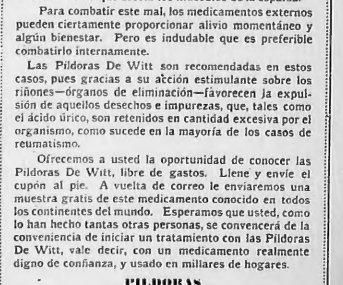 Para combatir este mal, los medicamentos externos
pueden ciertamente proporcionar alivio momentáneo y
algún bienestar. Pero es indudable que es preferible
combatirlo internamente.
Las Píldoras De Witt son recomendadas en estos
casos, pues gracias a su acción estimulante sobre los
riñones—órganos de eliminación—favorecen la expul-
sión de aquellos desechos e impurezas, que, tales como
el ácido úrico, son retenidos en cantidad excesiva por el
organismo, como sucede en la mayoría de los casos de
reumatismo.
Ofrecemos a usted la oportunidad de conocer las
Píldoras De Witt, libre de gastos. Llene y envíe el
cupón al pie. A vuelta de correo le enviaremos una
muestra gratis de este medicamento conocido en todos
los continentes del mundo. Esperamos que usted, como
lo han hecho tantas otras personas, se convencerá de la
conveniencia de iniciar un tratamiento con las Píldoras
De Witt, vale decir, con un medicamento realmente
digno de confianza, y usado en millares de hogares.
PILDORAS